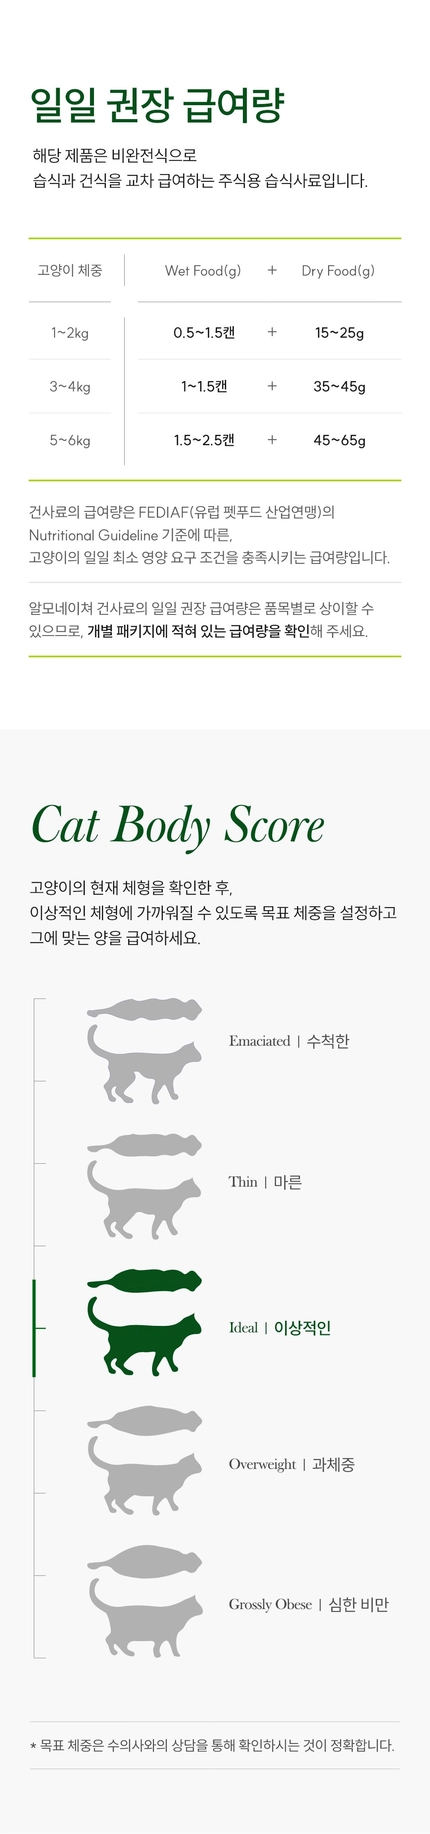 일일 권장 급여량
해당 제품은 비완전식으로
습식과 건식을 교차 급여하는 주식용 습식사료입니다.
고양이 체중 Wet Food(g) + Dry Food(g)
1~2kg 0.5~1.5캔 + 15~25g
3~4kg 1~1.5캔 + 35~45g
5~6kg 1.5~2.5캔 + 45~65g
건사료의 급여량은 FEDIAF(유럽 펫푸드 산업연맹)의
Nutritional Guideline 기준에 따른,
고양이의 일일 최소 영양 요구 조건을 충족시키는 급여량입니다.
알모네이쳐 건사료의 일일 권장 급여량은 품목별로 상이할 수
있으므로, 개별 패키지에 적혀 있는 급여량을 확인해 주세요.
Cat Body Score
고양이의 현재 체형을 확인한 후,
이상적인 체형에 가까워질 수 있도록 목표 체중을 설정하고
그에 맞는 양을 급여하세요.
Emaciated | 수척한
Thin | 마른
Ideal | 이상적인
Overweight | 과체중
Grossly Obese | 심한 비만
* 목표 체중은 수의사와의 상담을 통해 확인하시는 것이 정확합니다.